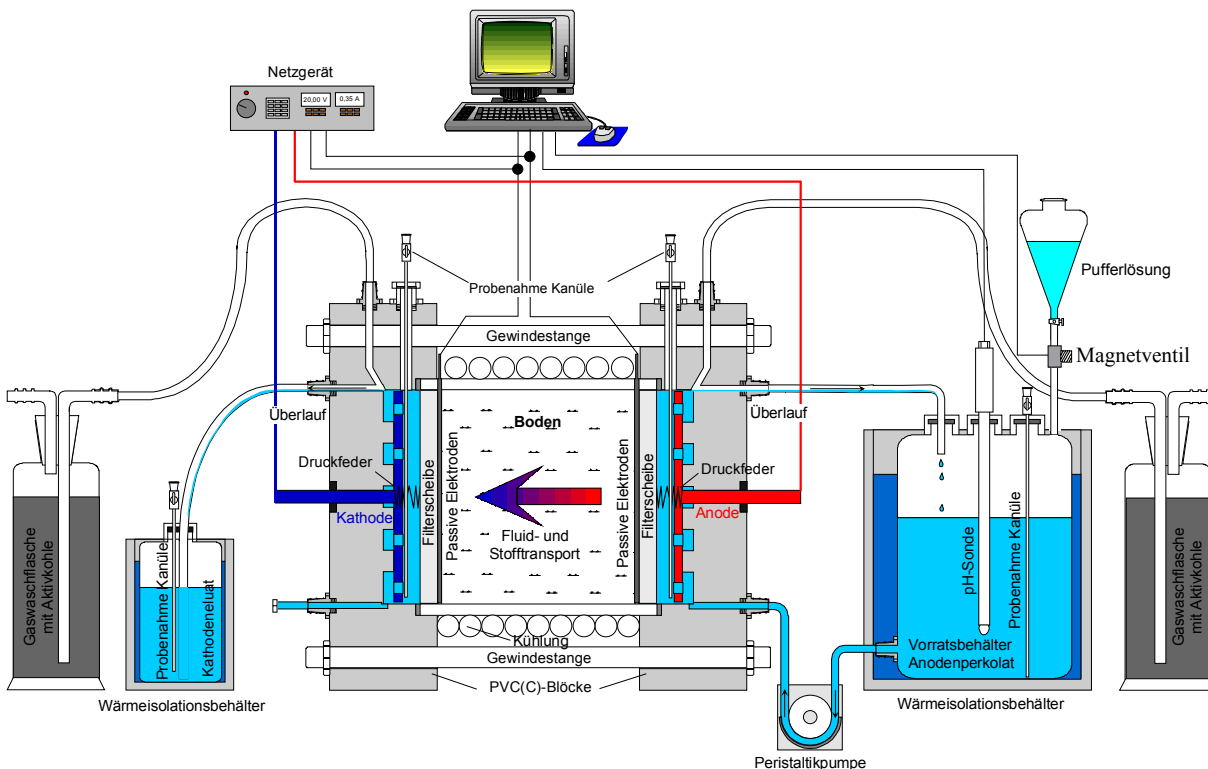 Netzgerät
20,00 V
0,35 A
Pufferlösung
Probenahme Kanüle
Magnetventil
Gewindestange
Überlauf
Überlauf
Boden
Druckfeder
Druckfeder
Kathode
Anode
Filterscheibe
Passive Elektroden
Fluid- und
Stofftransport
Passive Elektroden
Filterscheibe
Gaswaschflasche
mit Aktivkohle
Probenahme Kanüle
Kathodeneluat
pH-Sonde
Probenahme Kanüle
Gaswaschflasche
mit Aktivkohle
Kühlung
Vorratsbehälter
Anodenperkolat
Gewindestange
PVC(C)-Blöcke
Wärmeisolationsbehälter
Wärmeisolationsbehälter
Peristaltikpumpe